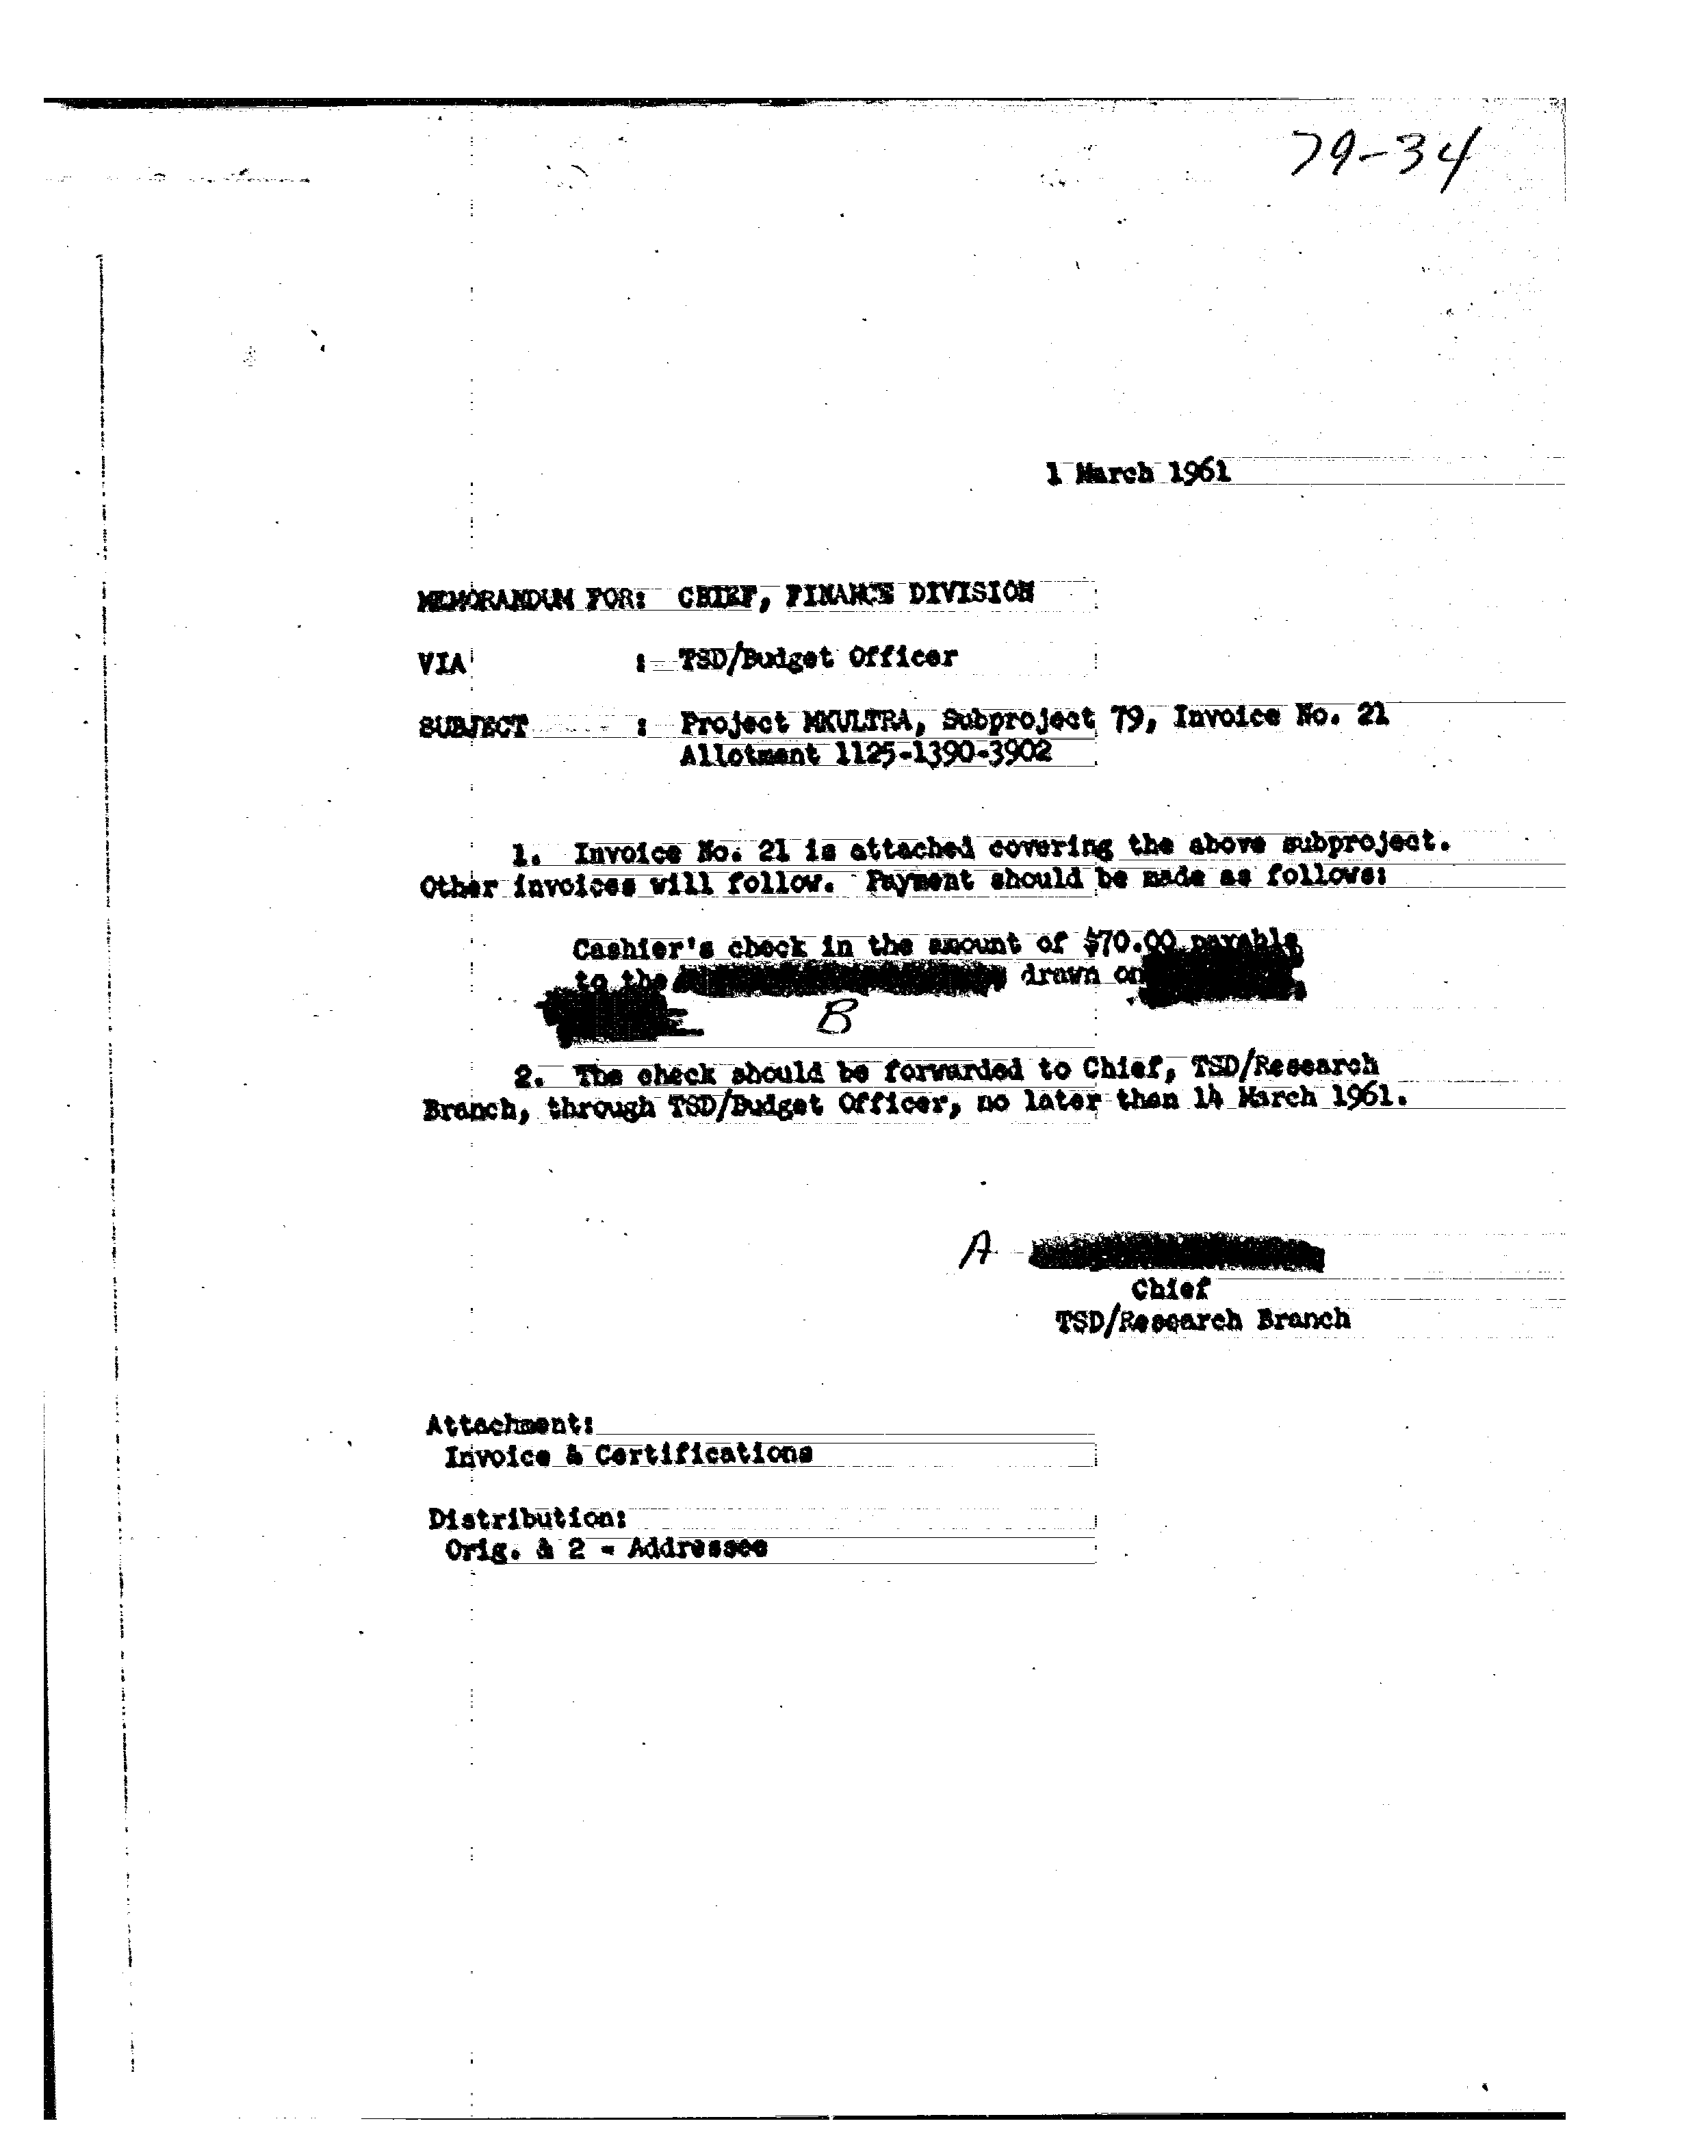 79-34
1 March 1961
MEMORANDUM FOR: CHIEF, FINANCE DIVISION
VIA : TSD/Budget Officer
SUBJECT : Project MKULTRA, Subproject 79, Invoice No. 21
Allotment 1125-1390-3902
1. Invoice No. 21 is attached covering the above subproject.
Other invoices will follow. Payment should be made as follows:
Cashier's check in the amount of $70.00 payable
to the drawn on
B
2. The check should be forwarded to Chief, TSD/Research
Branch, through TSD/Budget Officer, no later than 14 March 1961.
A
Chief
TSD/Research Branch
Attachment:
Invoice & Certifications
Distribution:
Orig. & 2 - Addressee